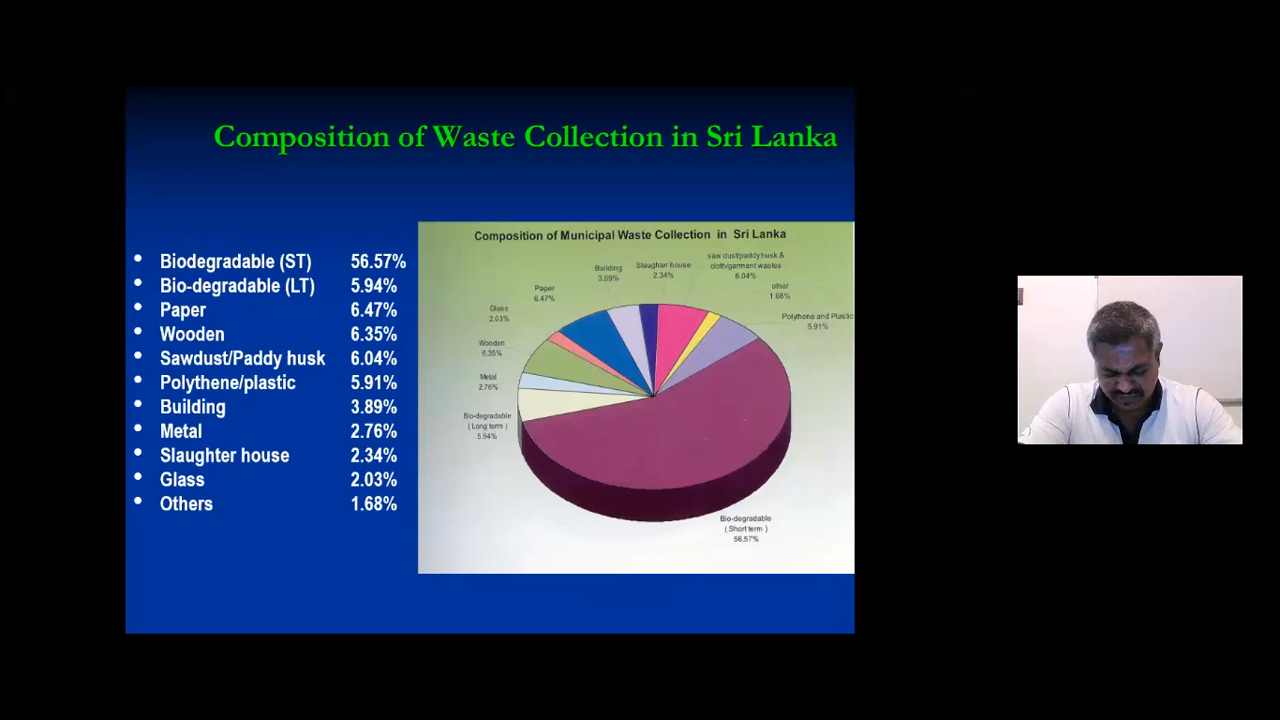 Composition of Waste Collection in Sri Lanka
• Biodegradable (ST) 56.57%
• Bio-degradable (LT) 5.94%
• Paper 6.47%
• Wooden 6.35%
• Sawdust/Paddy husk 6.04%
• Polythene/plastic 5.91%
• Building 3.89%
• Metal 2.76%
• Slaughter house 2.34%
• Glass 2.03%
• Others 1.68%
Composition of Municipal Waste Collection in Sri Lanka
saw dust/paddy husk &
cloth/garment wastes
6.04%
Slaughter house
2.34%
Building
3.89%
other
1.68%
Paper
6.47%
Glass
2.03%
Polythene and Plastic
5.91%
Wooden
6.35%
Metal
2.76%
Bio-degradable
( Long term )
5.94%
Bio-degradable
( Short term )
56.57%